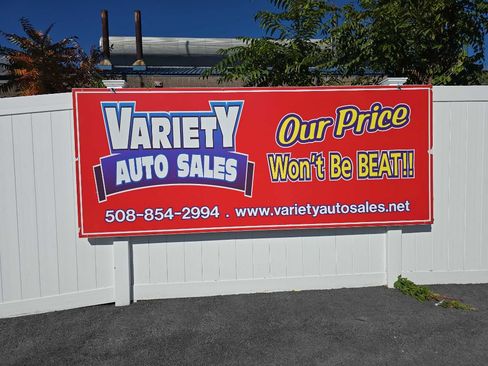 VARIETY
AUTO SALES
Our Price
Won't Be BEAT!!
508-854-2994 . www.varietyautosales.net